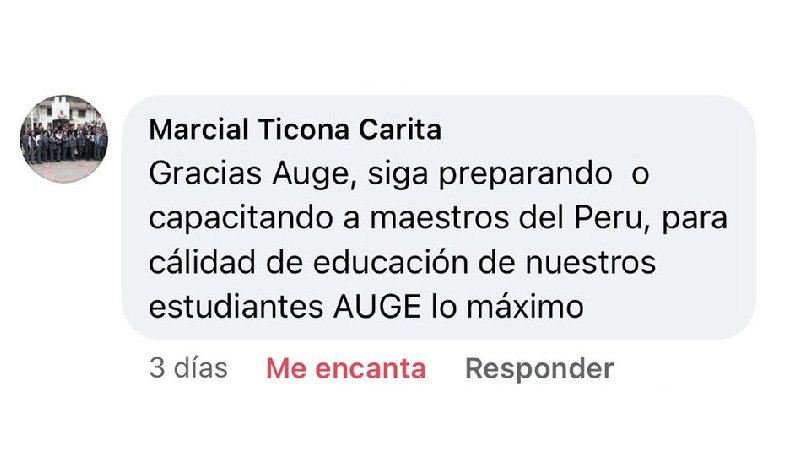 Marcial Ticona Carita
Gracias Auge, siga preparando  o
capacitando a maestros del Peru, para
cálidad de educación de nuestros
estudiantes AUGE lo máximo
3 días Me encanta Responder